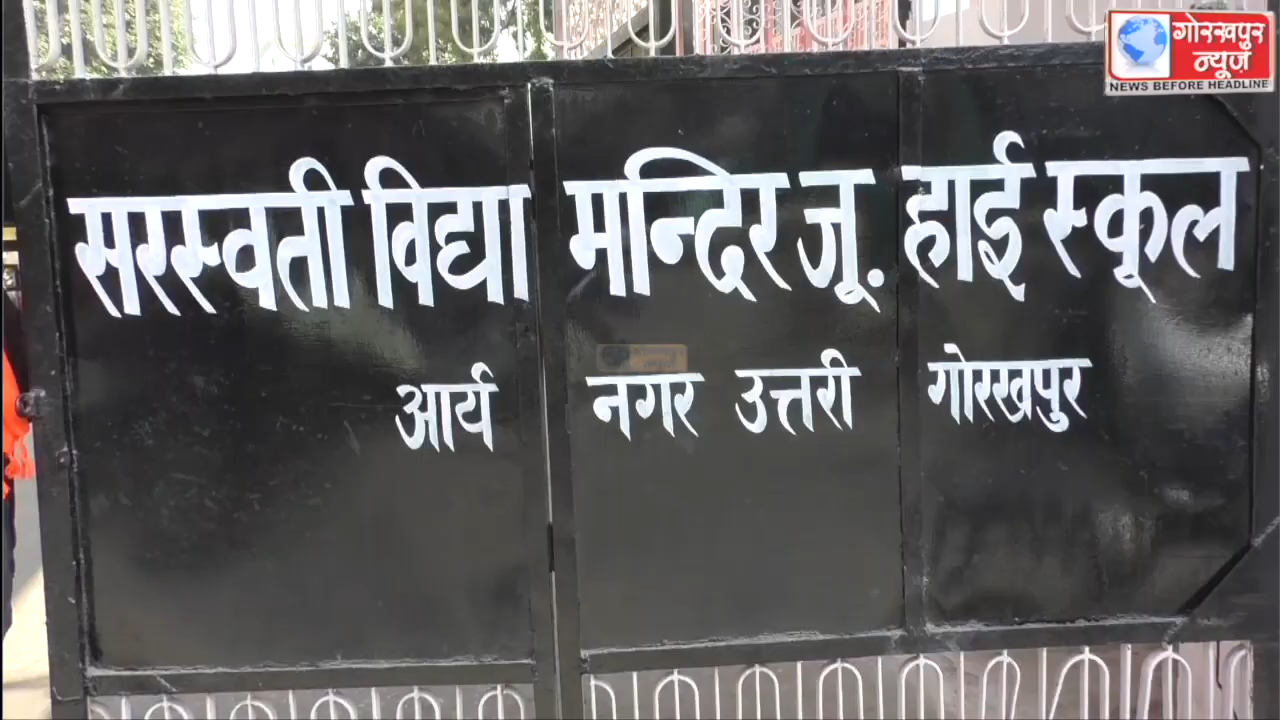 गोरखपुर
न्यूज़
NEWS BEFORE HEADLINE
सरस्वती विद्या मन्दिर जू. हाई स्कूल
आर्य नगर उत्तरी गोरखपुर